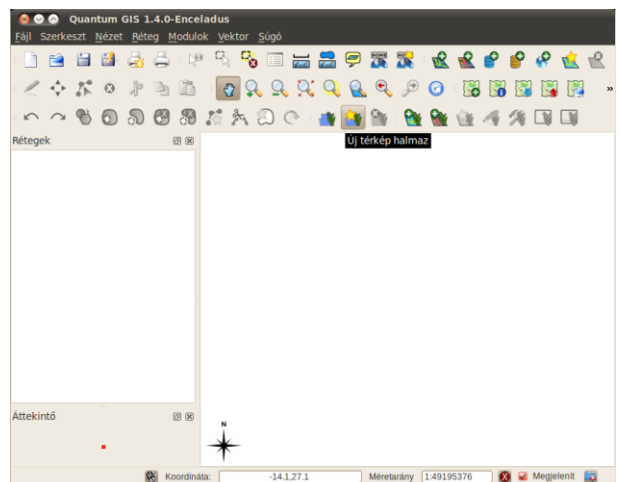 Quantum GIS 1.4.0-Enceladus
Fájl Szerkeszt Nézet Réteg Modulok Vektor Súgó
»
Rétegek
Új térkép halmaz
Áttekintő
N
Koordináta: -14.1,27.1 Méretarány 1:49195376 Megjelenít